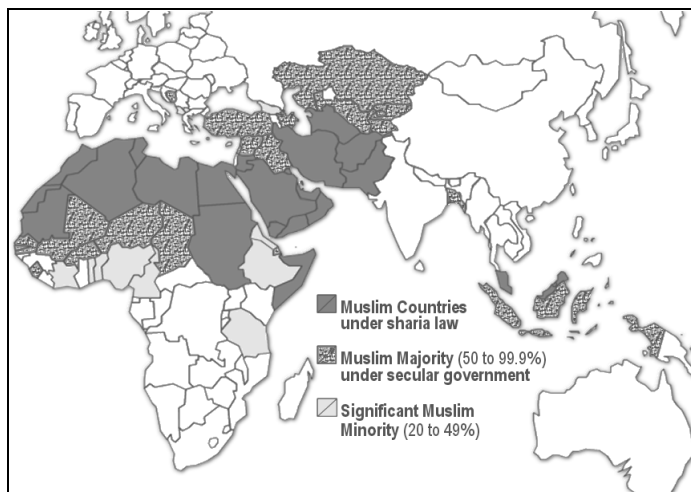 Muslim Countries
under sharia law
Muslim Majority (50 to 99.9%)
under secular government
Significant Muslim
Minority (20 to 49%)